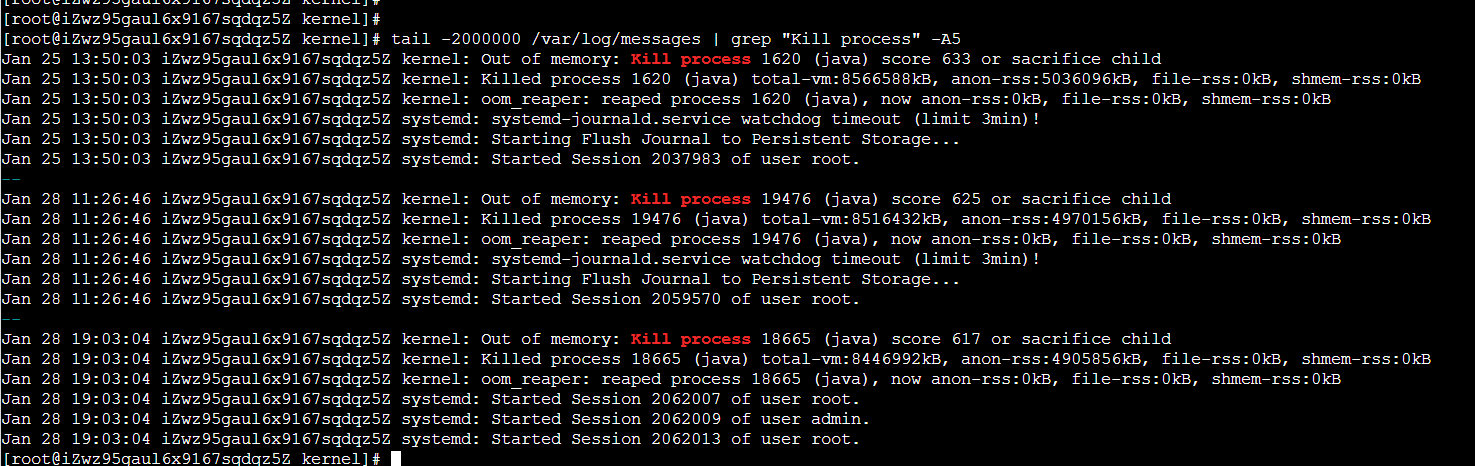 [root@iZwz95gaul6x9167sqdqz5Z kernel]#
[root@iZwz95gaul6x9167sqdqz5Z kernel]#
[root@iZwz95gaul6x9167sqdqz5Z kernel]# tail -2000000 /var/log/messages | grep "Kill process" -A5
Jan 25 13:50:03 iZwz95gaul6x9167sqdqz5Z kernel: Out of memory: Kill process 1620 (java) score 633 or sacrifice child
Jan 25 13:50:03 iZwz95gaul6x9167sqdqz5Z kernel: Killed process 1620 (java) total-vm:8566588kB, anon-rss:5036096kB, file-rss:0kB, shmem-rss:0kB
Jan 25 13:50:03 iZwz95gaul6x9167sqdqz5Z kernel: oom_reaper: reaped process 1620 (java), now anon-rss:0kB, file-rss:0kB, shmem-rss:0kB
Jan 25 13:50:03 iZwz95gaul6x9167sqdqz5Z systemd: systemd-journald.service watchdog timeout (limit 3min)!
Jan 25 13:50:03 iZwz95gaul6x9167sqdqz5Z systemd: Starting Flush Journal to Persistent Storage...
Jan 25 13:50:03 iZwz95gaul6x9167sqdqz5Z systemd: Started Session 2037983 of user root.
--
Jan 28 11:26:46 iZwz95gaul6x9167sqdqz5Z kernel: Out of memory: Kill process 19476 (java) score 625 or sacrifice child
Jan 28 11:26:46 iZwz95gaul6x9167sqdqz5Z kernel: Killed process 19476 (java) total-vm:8516432kB, anon-rss:4970156kB, file-rss:0kB, shmem-rss:0kB
Jan 28 11:26:46 iZwz95gaul6x9167sqdqz5Z kernel: oom_reaper: reaped process 19476 (java), now anon-rss:0kB, file-rss:0kB, shmem-rss:0kB
Jan 28 11:26:46 iZwz95gaul6x9167sqdqz5Z systemd: systemd-journald.service watchdog timeout (limit 3min)!
Jan 28 11:26:46 iZwz95gaul6x9167sqdqz5Z systemd: Starting Flush Journal to Persistent Storage...
Jan 28 11:26:46 iZwz95gaul6x9167sqdqz5Z systemd: Started Session 2059570 of user root.
--
Jan 28 19:03:04 iZwz95gaul6x9167sqdqz5Z kernel: Out of memory: Kill process 18665 (java) score 617 or sacrifice child
Jan 28 19:03:04 iZwz95gaul6x9167sqdqz5Z kernel: Killed process 18665 (java) total-vm:8446992kB, anon-rss:4905856kB, file-rss:0kB, shmem-rss:0kB
Jan 28 19:03:04 iZwz95gaul6x9167sqdqz5Z kernel: oom_reaper: reaped process 18665 (java), now anon-rss:0kB, file-rss:0kB, shmem-rss:0kB
Jan 28 19:03:04 iZwz95gaul6x9167sqdqz5Z systemd: Started Session 2062007 of user root.
Jan 28 19:03:04 iZwz95gaul6x9167sqdqz5Z systemd: Started Session 2062009 of user admin.
Jan 28 19:03:04 iZwz95gaul6x9167sqdqz5Z systemd: Started Session 2062013 of user root.
[root@iZwz95gaul6x9167sqdqz5Z kernel]#